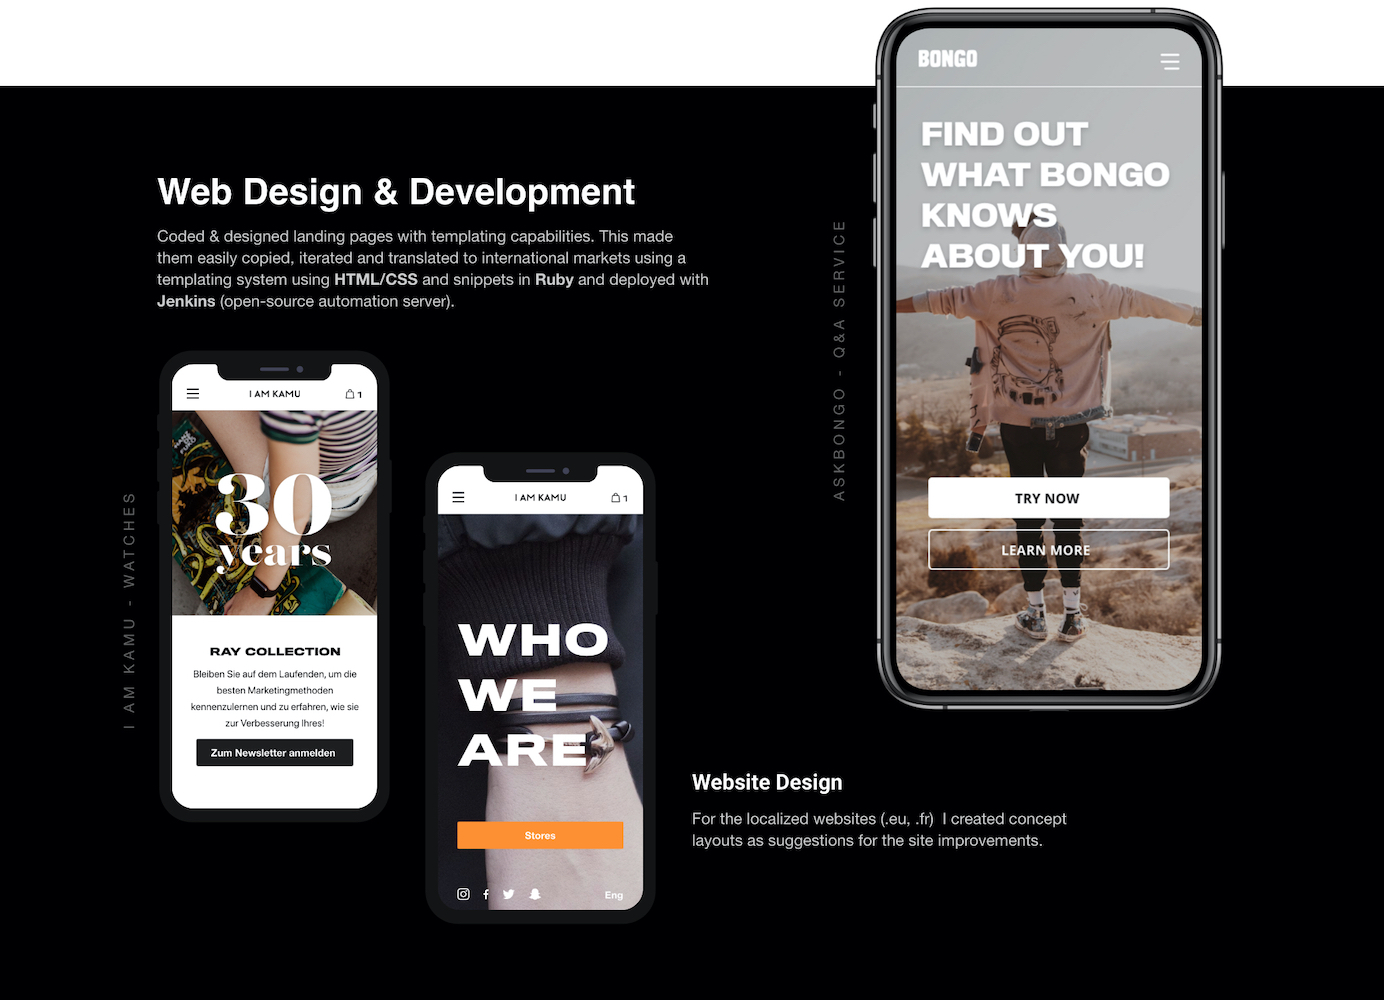 BONGO
FIND OUT
WHAT BONGO
KNOWS
ABOUT YOU!
TRY NOW
LEARN MORE
ASKBONGO - Q&A SERVICE
Web Design & Development
Coded & designed landing pages with templating capabilities. This made
them easily copied, iterated and translated to international markets using a
templating system using HTML/CSS and snippets in Ruby and deployed with
Jenkins (open-source automation server).
I AM KAMU - WATCHES
I AM KAMU
1
30
years
RAY COLLECTION
Bleiben Sie auf dem Laufenden, um die
besten Marketingmethoden
kennenzulernen und zu erfahren, wie sie
zur Verbesserung Ihres!
Zum Newsletter anmelden
I AM KAMU
1
WHO
WE
ARE
Stores
Eng
Website Design
For the localized websites (.eu, .fr)  I created concept
layouts as suggestions for the site improvements.